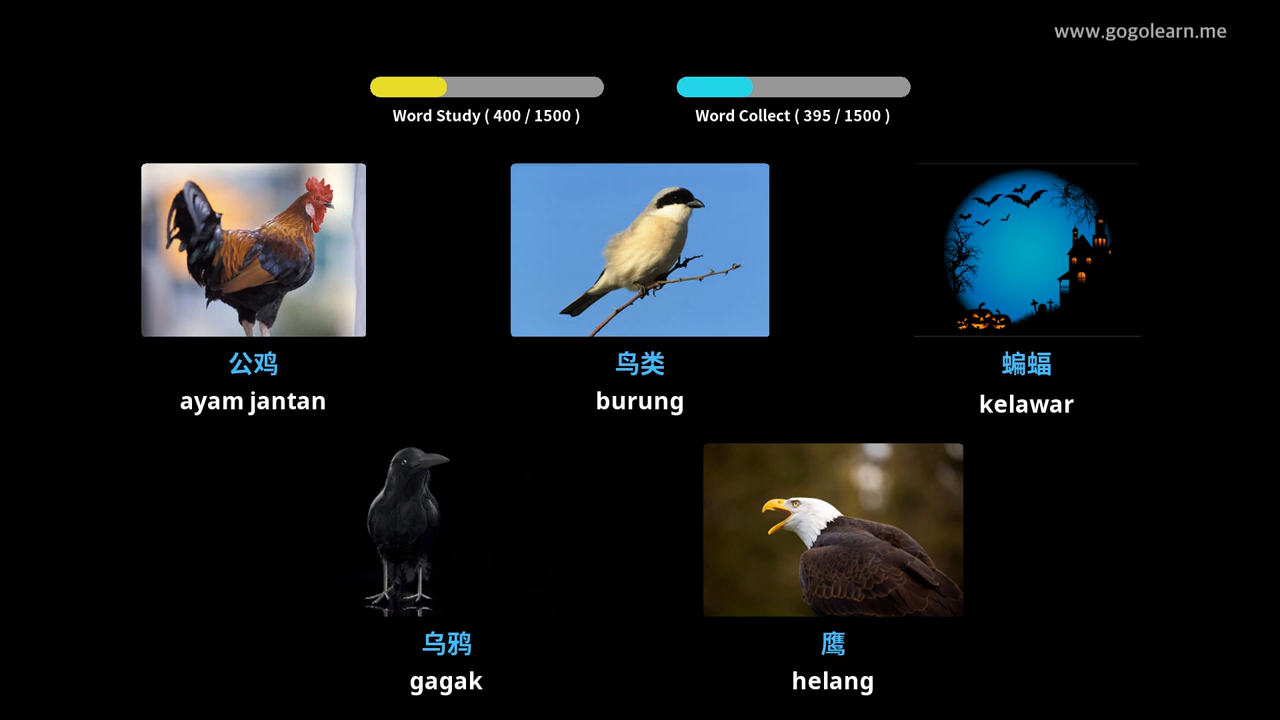 www.gogolearn.me
Word Study ( 400 / 1500 )
Word Collect ( 395 / 1500 )
公鸡
ayam jantan
鸟类
burung
蝙蝠
kelawar
乌鸦
gagak
鹰
helang